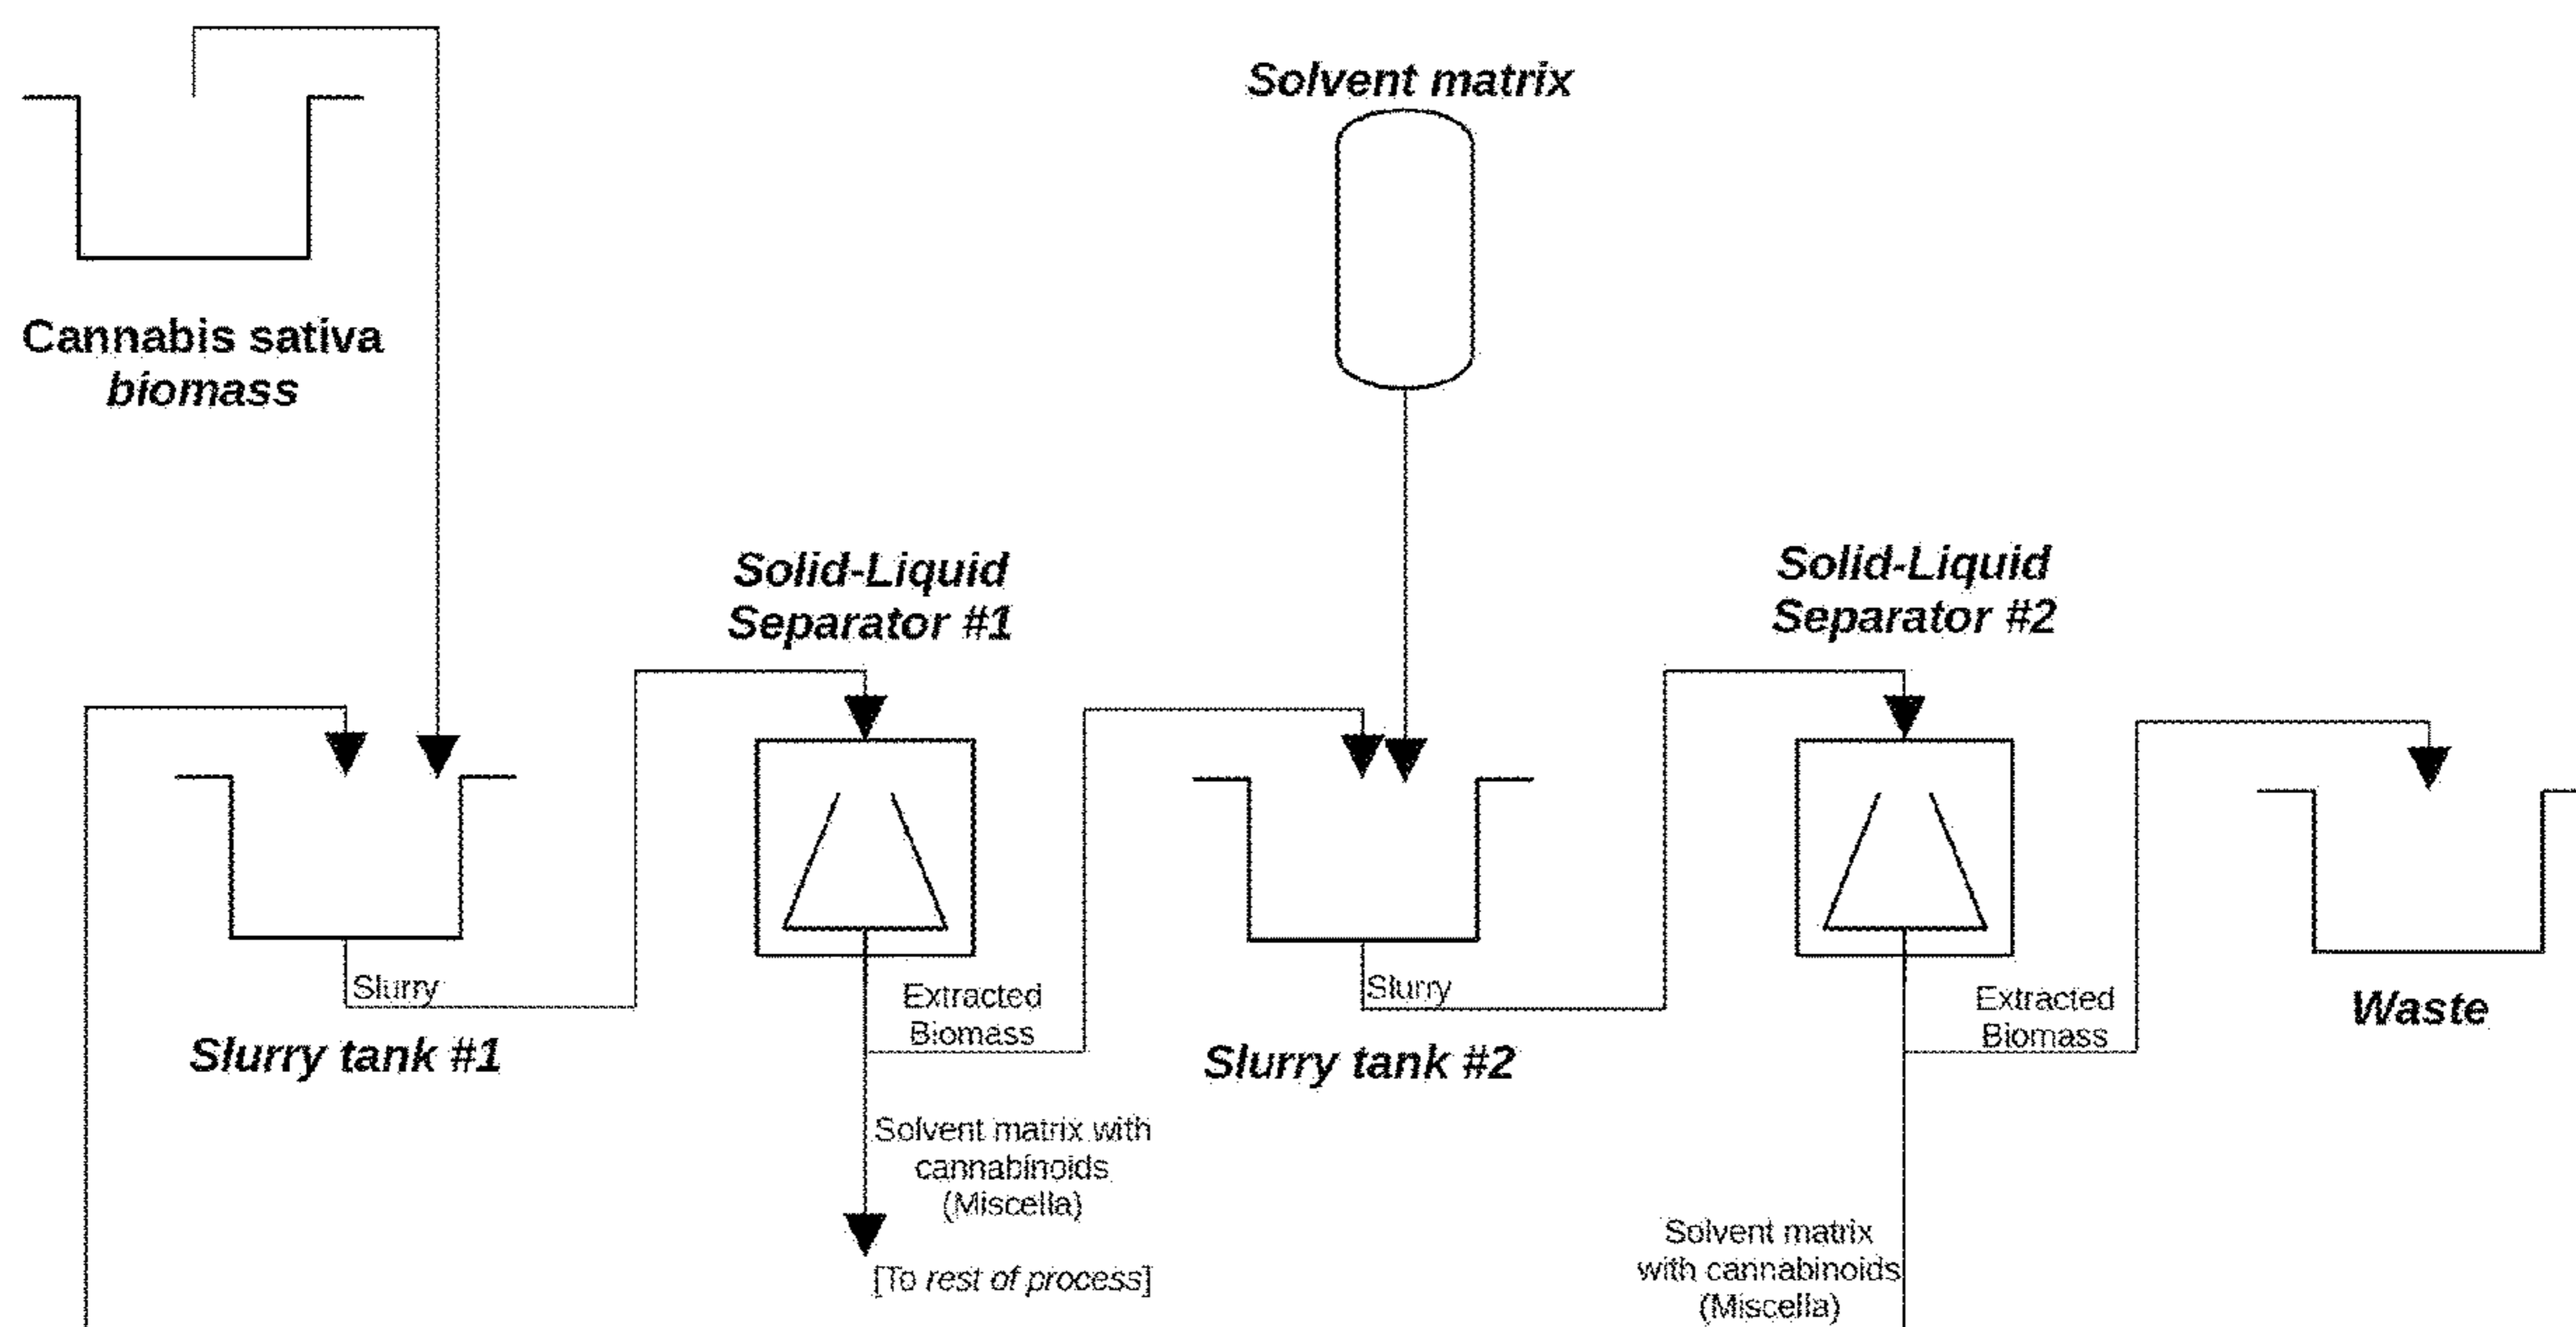 Solvent matrix
Cannabis sativa
biomass
Solid-Liquid
Separator #1
Solid-Liquid
Separator #2
Slurry
Slurry tank #1
Extracted
Biomass
Solvent matrix with
cannabinoids
(Miscella)
[To rest of process]
Slurry
Slurry tank #2
Extracted
Biomass
Solvent matrix
with cannabinoids
(Miscella)
Waste